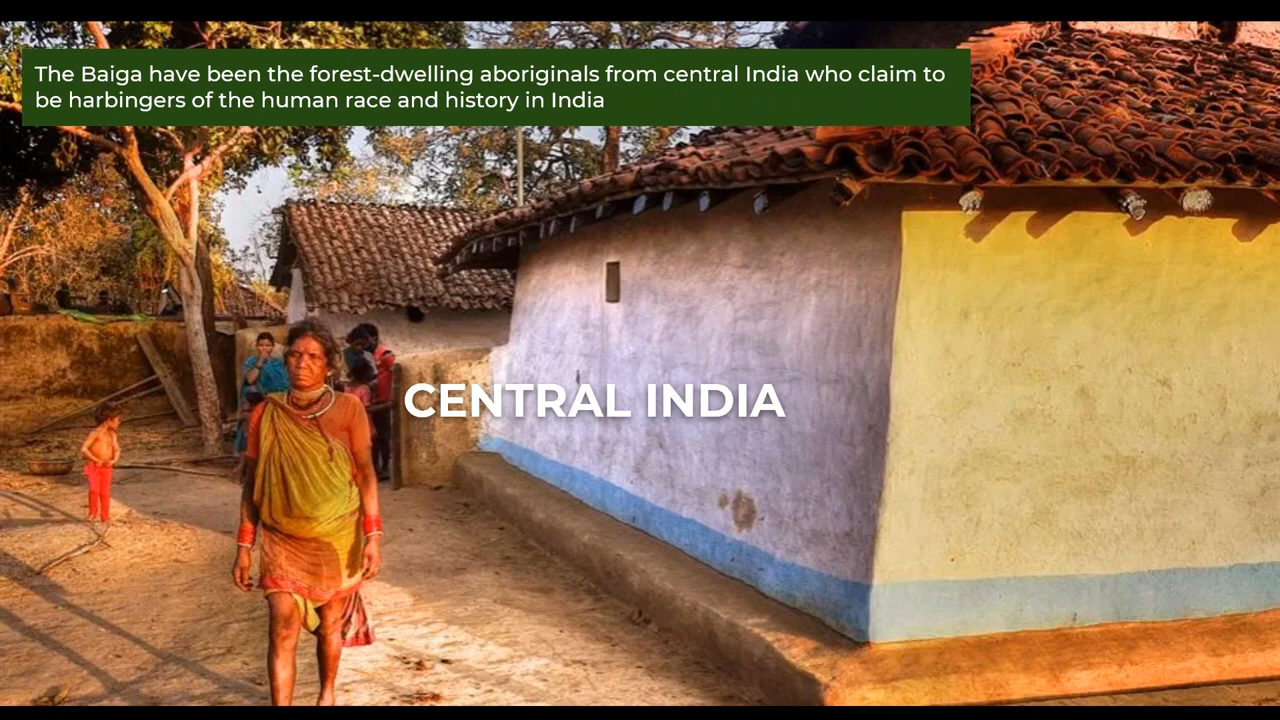 The Baiga have been the forest-dwelling aboriginals from central India who claim to
be harbingers of the human race and history in India
CENTRAL INDIA